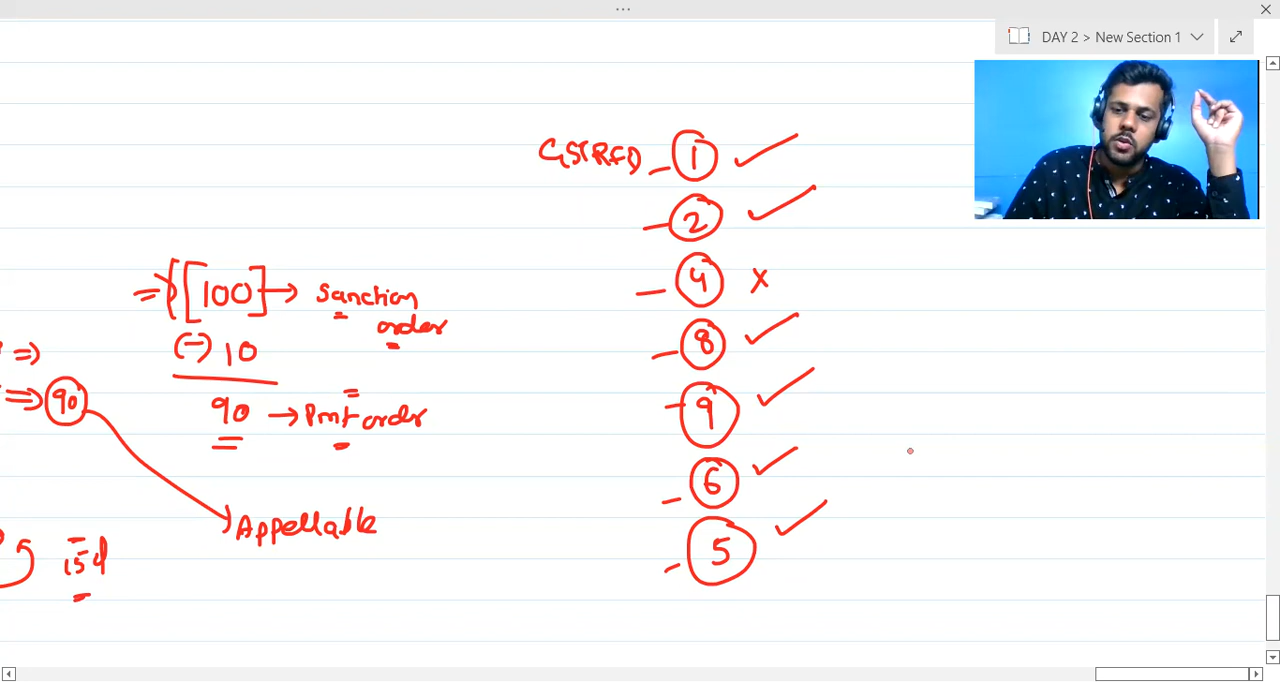 DAY 2 > New Section 1
GSTRFD - 1 ✓
- 2 ✓
- 4 x
- 8 ✓
- 9 ✓
- 6 ✓
- 5 ✓
=> [100] → Sanction
order
(-) 10
90 → Pmt order
=>
=> 90
Appellable
15d